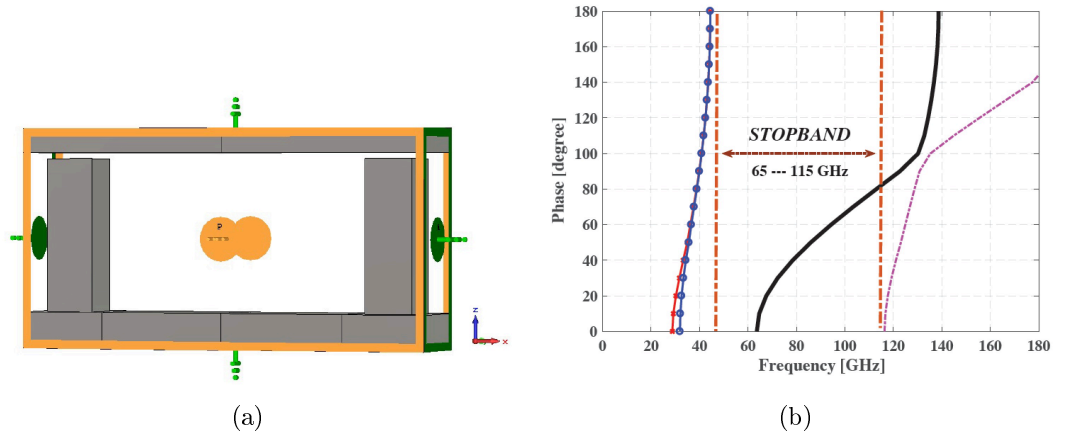 P
z
x
(a)
180
160
140
120
100
80
60
40
20
0
Phase [degree]
STOPBAND
65 --- 115 GHz
0 20 40 60 80 100 120 140 160 180
Frequency [GHz]
(b)